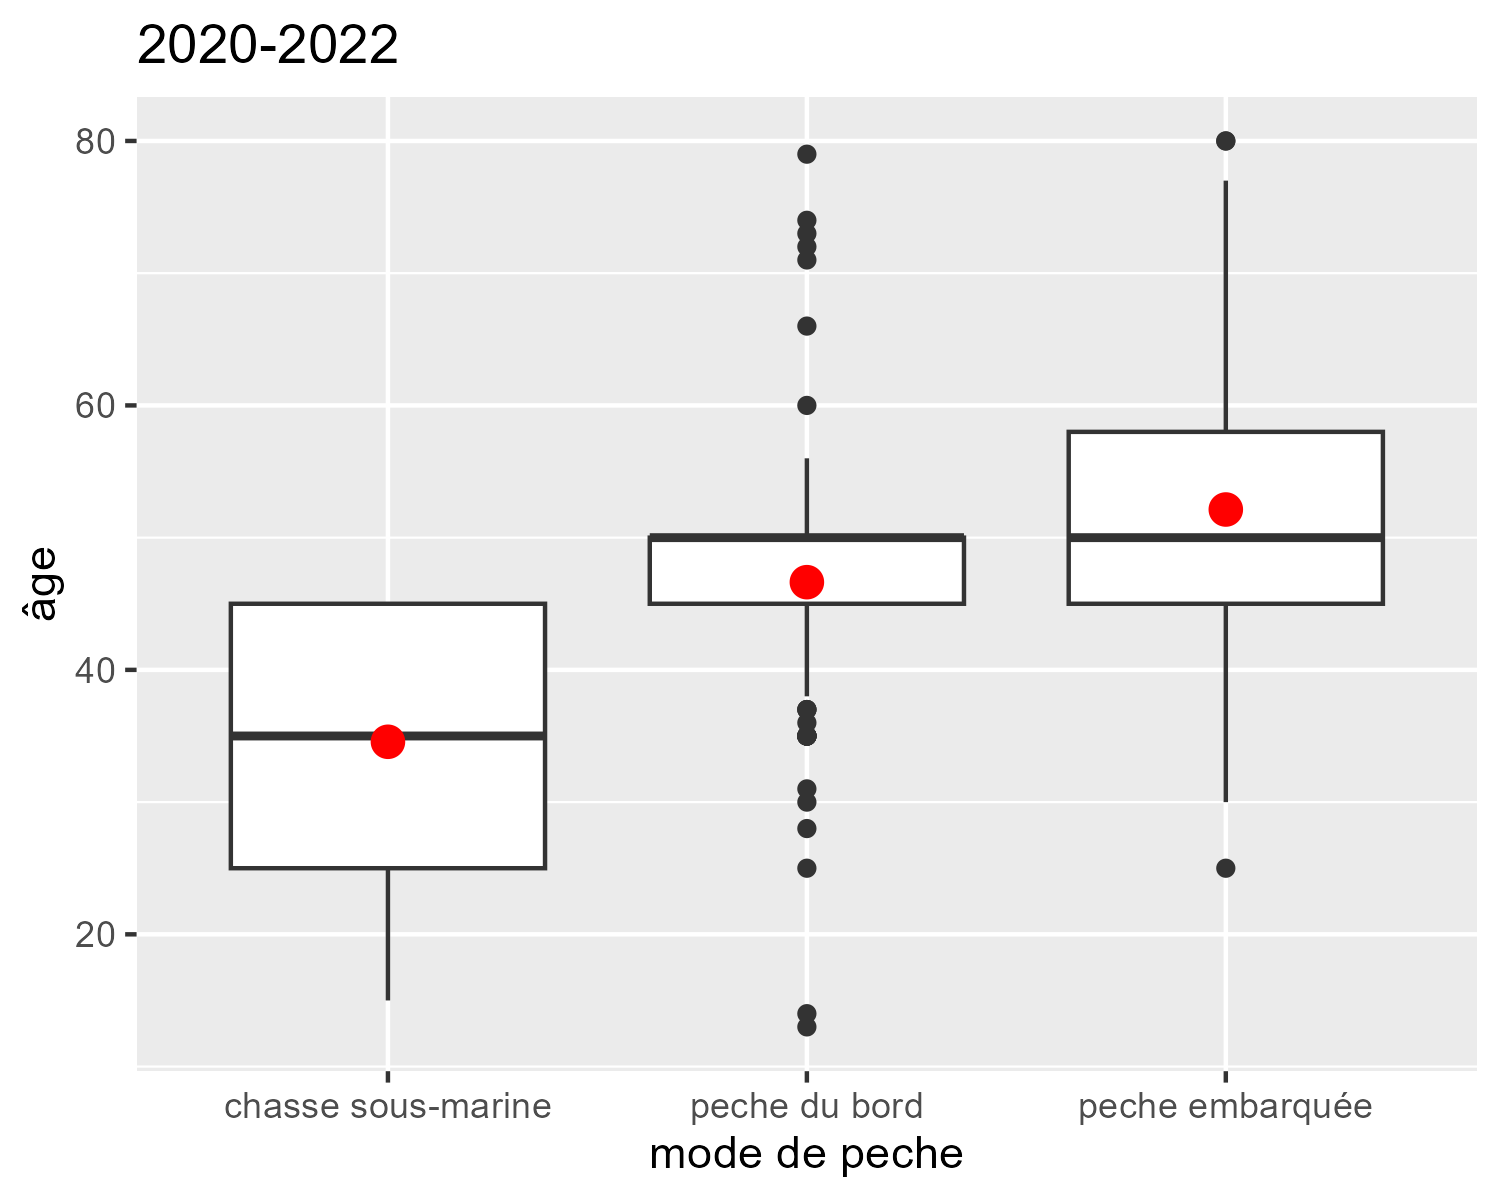 2020-2022
80
60
40
20
âge
chasse sous-marine
peche du bord
peche embarquée
mode de peche